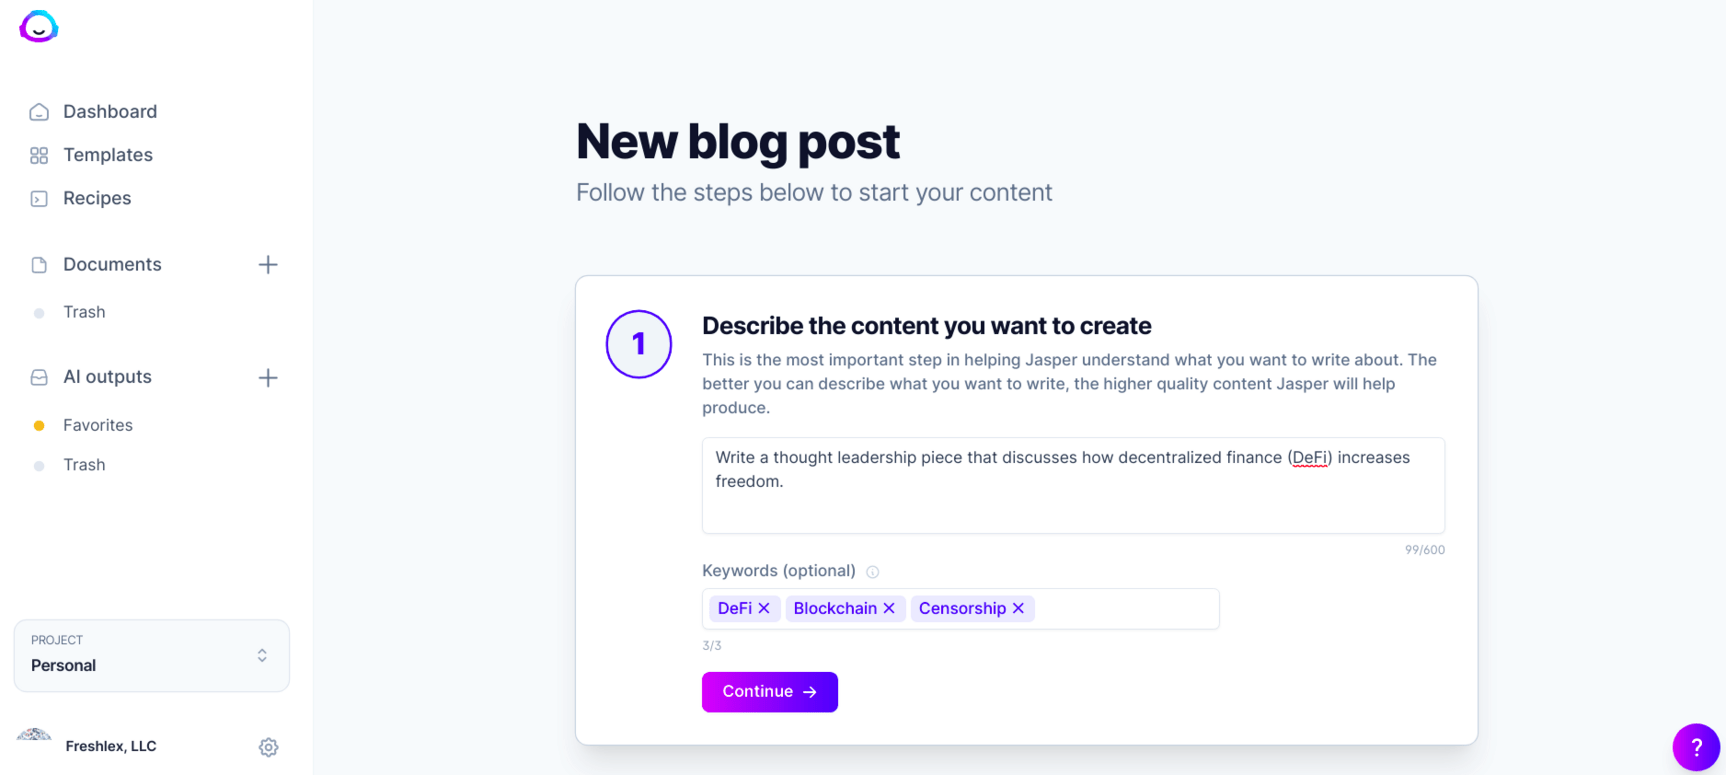 Dashboard
Templates
Recipes
Documents
Trash
AI outputs
Favorites
Trash
PROJECT
Personal
Freshlex, LLC
New blog post
Follow the steps below to start your content
1
Describe the content you want to create
This is the most important step in helping Jasper understand what you want to write about. The
better you can describe what you want to write, the higher quality content Jasper will help
produce.
Write a thought leadership piece that discusses how decentralized finance (DeFi) increases
freedom.
99/600
Keywords (optional)
DeFi Blockchain Censorship
3/3
Continue →
?